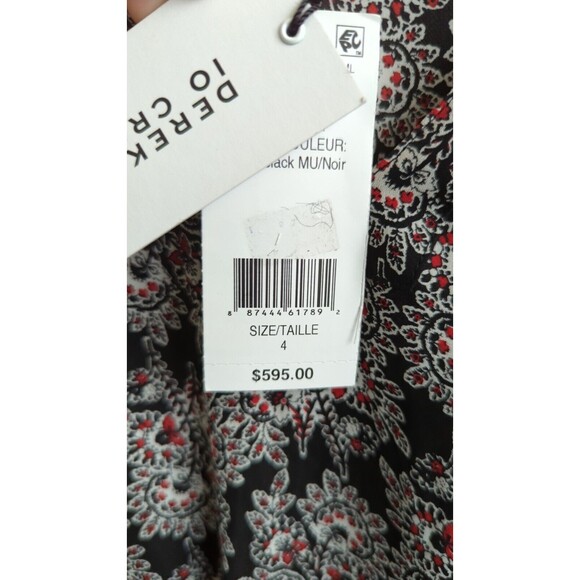 DEREK
10 CR
OULEUR:
lack MU/Noir
8 87444 61789 2
SIZE/TAILLE
4
$595.00